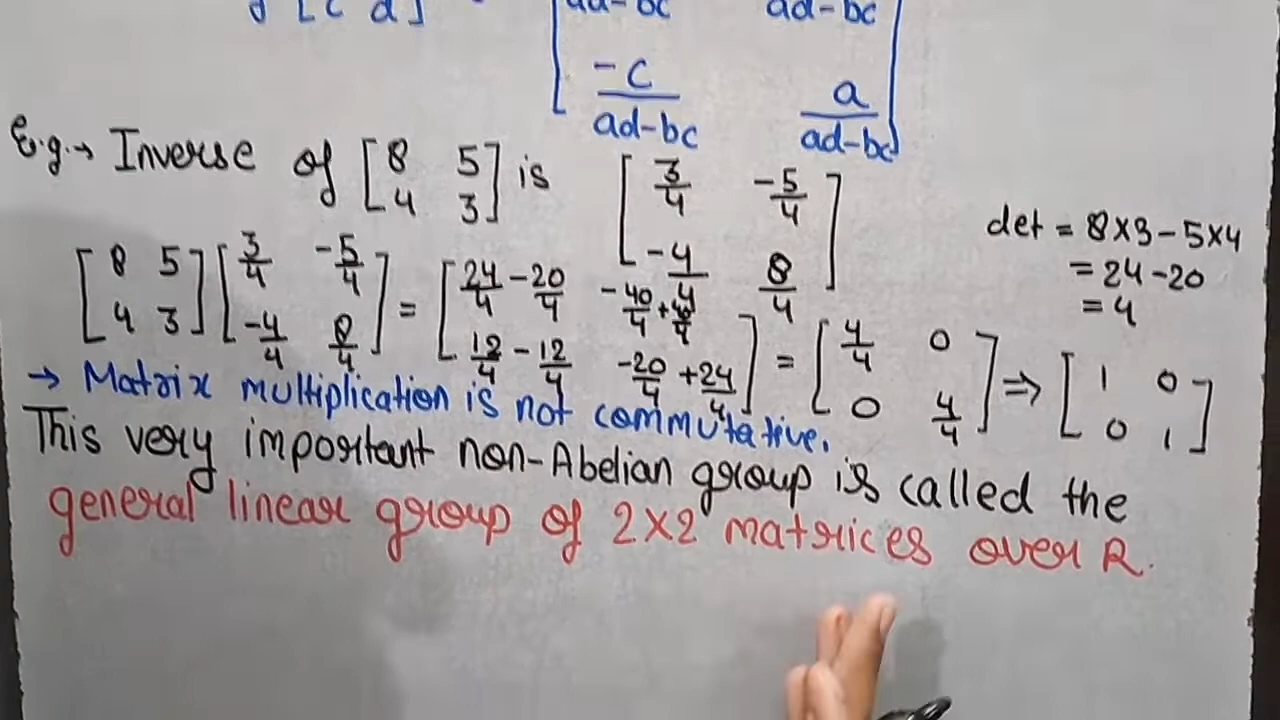 [c d]
ad-bc ad-bc
-c/ad-bc a/ad-bc
E.g.→ Inverse of [8 5; 4 3] is [3/4 -5/4; -4/4 8/4]
det = 8×3-5×4
= 24-20
= 4
[8 5; 4 3] [3/4 -5/4; -4/4 8/4] = [24/4 - 20/4 -40/4 + 40/4; 12/4 - 12/4 -20/4 + 24/4] = [4/4 0; 0 4/4] ⇒ [1 0; 0 1]
→ Matrix multiplication is not commutative.
This very important non-Abelian group is called the
general linear group of 2×2 matrices over R.